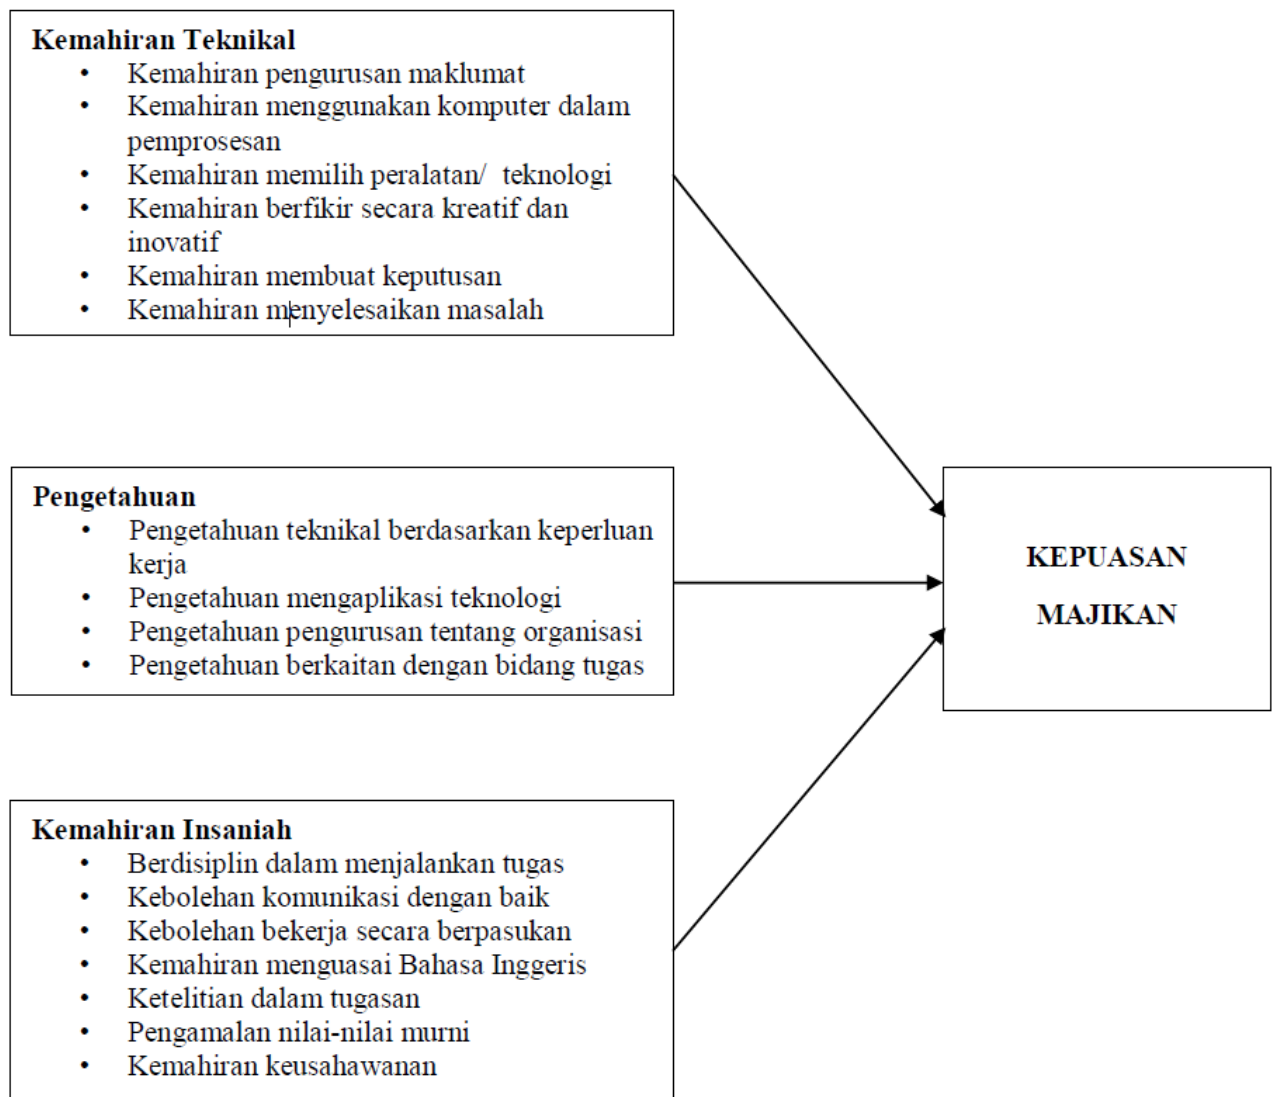 Kemahiran Teknikal
• Kemahiran pengurusan maklumat
• Kemahiran menggunakan komputer dalam
pemprosesan
• Kemahiran memilih peralatan/ teknologi
• Kemahiran berfikir secara kreatif dan
inovatif
• Kemahiran membuat keputusan
• Kemahiran menyelesaikan masalah
Pengetahuan
• Pengetahuan teknikal berdasarkan keperluan
kerja
• Pengetahuan mengaplikasi teknologi
• Pengetahuan pengurusan tentang organisasi
• Pengetahuan berkaitan dengan bidang tugas
KEPUASAN
MAJIKAN
Kemahiran Insaniah
• Berdisiplin dalam menjalankan tugas
• Kebolehan komunikasi dengan baik
• Kebolehan bekerja secara berpasukan
• Kemahiran menguasai Bahasa Inggeris
• Ketelitian dalam tugasan
• Pengamalan nilai-nilai murni
• Kemahiran keusahawanan